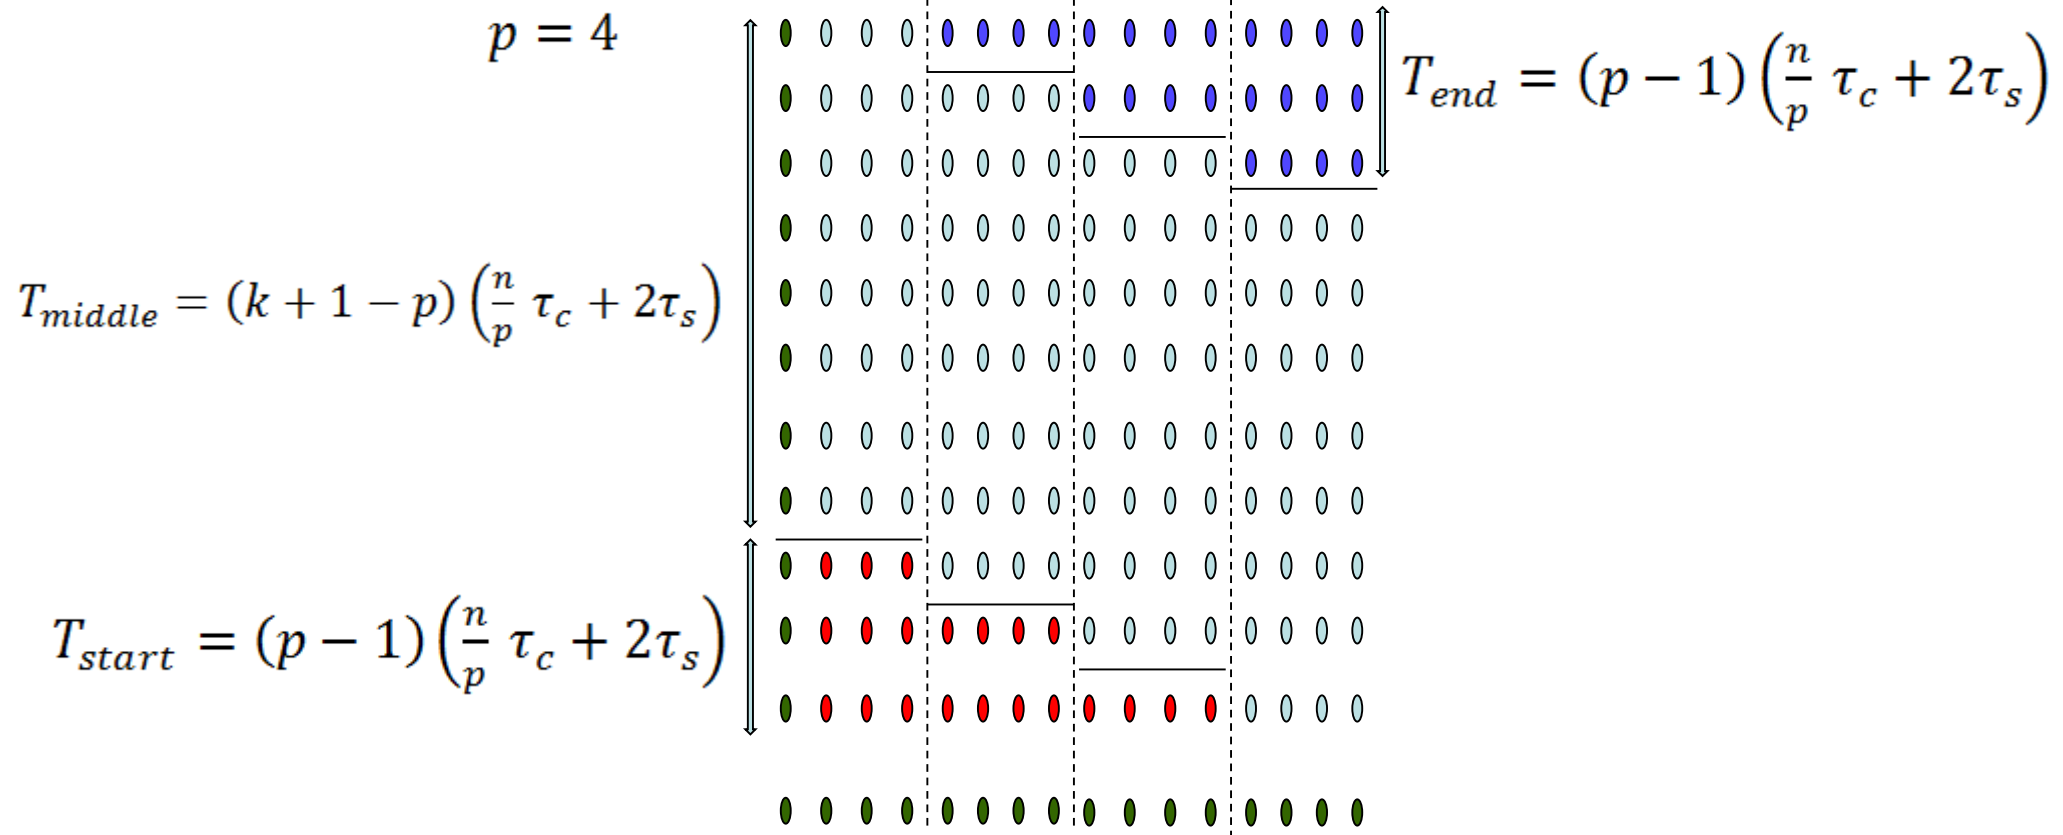 p = 4
T_end = (p − 1)(n/p τ_c + 2τ_s)
T_middle = (k + 1 − p)(n/p τ_c + 2τ_s)
T_start = (p − 1)(n/p τ_c + 2τ_s)